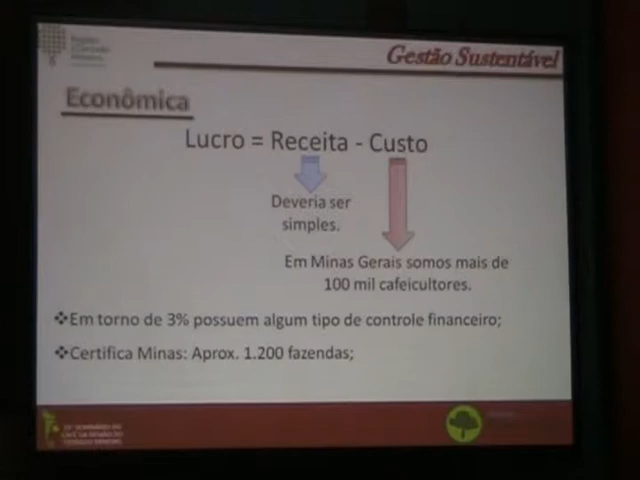 Gestão Sustentável
Econômica
Lucro = Receita - Custo
Deveria ser
simples.
Em Minas Gerais somos mais de
100 mil cafeicultores.
❖Em torno de 3% possuem algum tipo de controle financeiro;
❖Certifica Minas: Aprox. 1.200 fazendas;